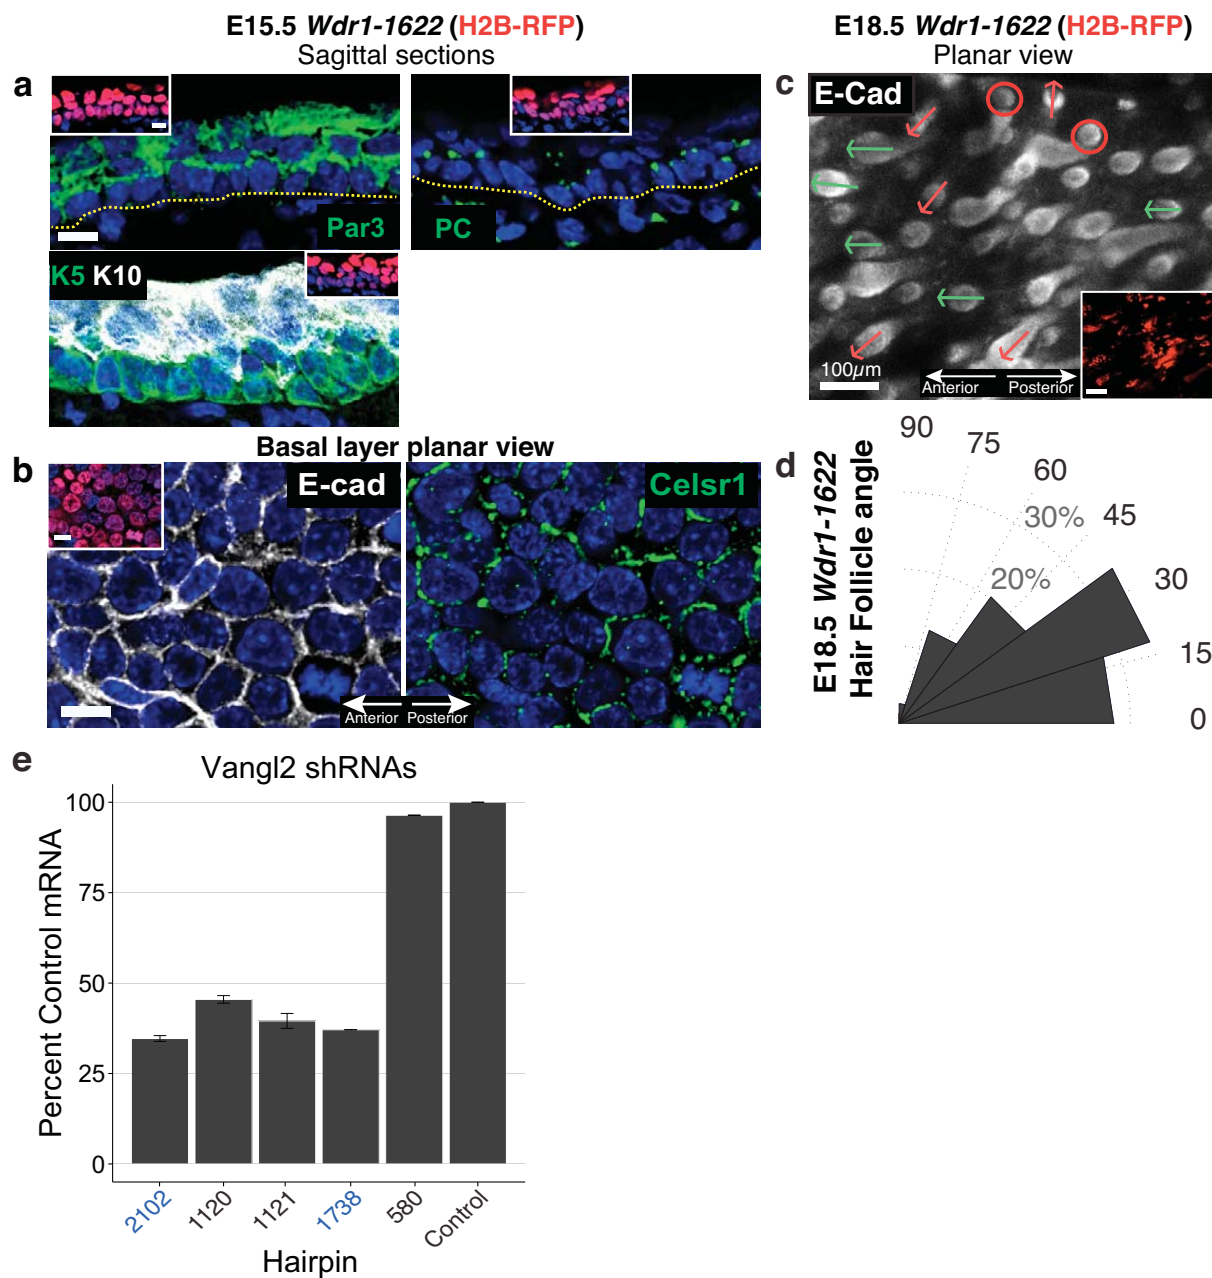 E15.5 Wdr1-1622 (H2B-RFP)
Sagittal sections
E18.5 Wdr1-1622 (H2B-RFP)
Planar view
a
Par3
PC
K5 K10
c
E-Cad
100µm
Anterior Posterior
Basal layer planar view
b
E-cad
Celsr1
Anterior Posterior
d
E18.5 Wdr1-1622
Hair Follicle angle
90
75
60
45
30
15
0
30%
20%
e
Vangl2 shRNAs
Percent Control mRNA
100
75
50
25
0
2102
1120
1121
1738
580
Control
Hairpin